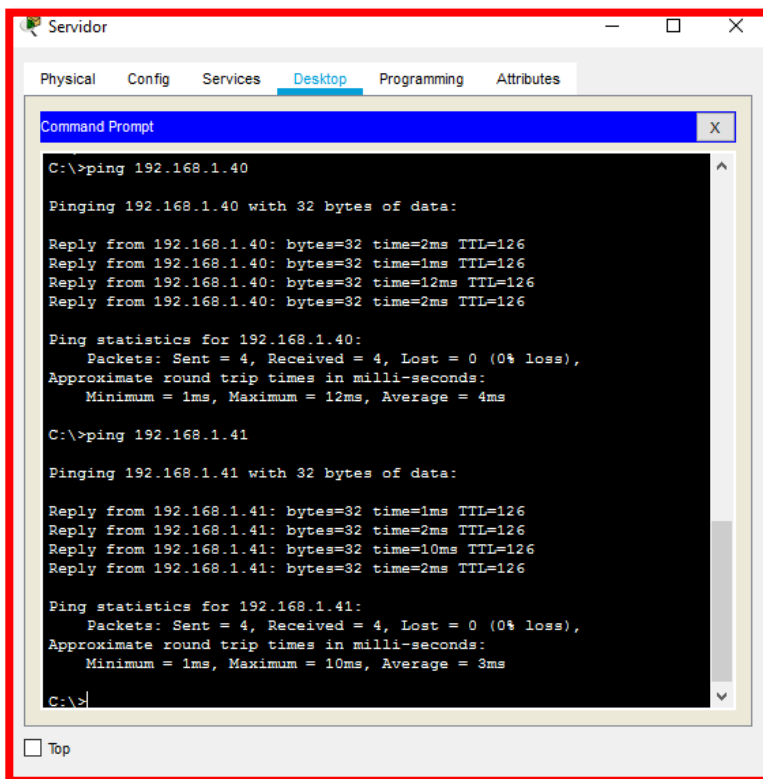 Servidor
Physical Config Services Desktop Programming Attributes
Command Prompt X
C:\>ping 192.168.1.40
Pinging 192.168.1.40 with 32 bytes of data:
Reply from 192.168.1.40: bytes=32 time=2ms TTL=126
Reply from 192.168.1.40: bytes=32 time=1ms TTL=126
Reply from 192.168.1.40: bytes=32 time=12ms TTL=126
Reply from 192.168.1.40: bytes=32 time=2ms TTL=126
Ping statistics for 192.168.1.40:
Packets: Sent = 4, Received = 4, Lost = 0 (0% loss),
Approximate round trip times in milli-seconds:
Minimum = 1ms, Maximum = 12ms, Average = 4ms
C:\>ping 192.168.1.41
Pinging 192.168.1.41 with 32 bytes of data:
Reply from 192.168.1.41: bytes=32 time=1ms TTL=126
Reply from 192.168.1.41: bytes=32 time=2ms TTL=126
Reply from 192.168.1.41: bytes=32 time=10ms TTL=126
Reply from 192.168.1.41: bytes=32 time=2ms TTL=126
Ping statistics for 192.168.1.41:
Packets: Sent = 4, Received = 4, Lost = 0 (0% loss),
Approximate round trip times in milli-seconds:
Minimum = 1ms, Maximum = 10ms, Average = 3ms
C:\>
Top